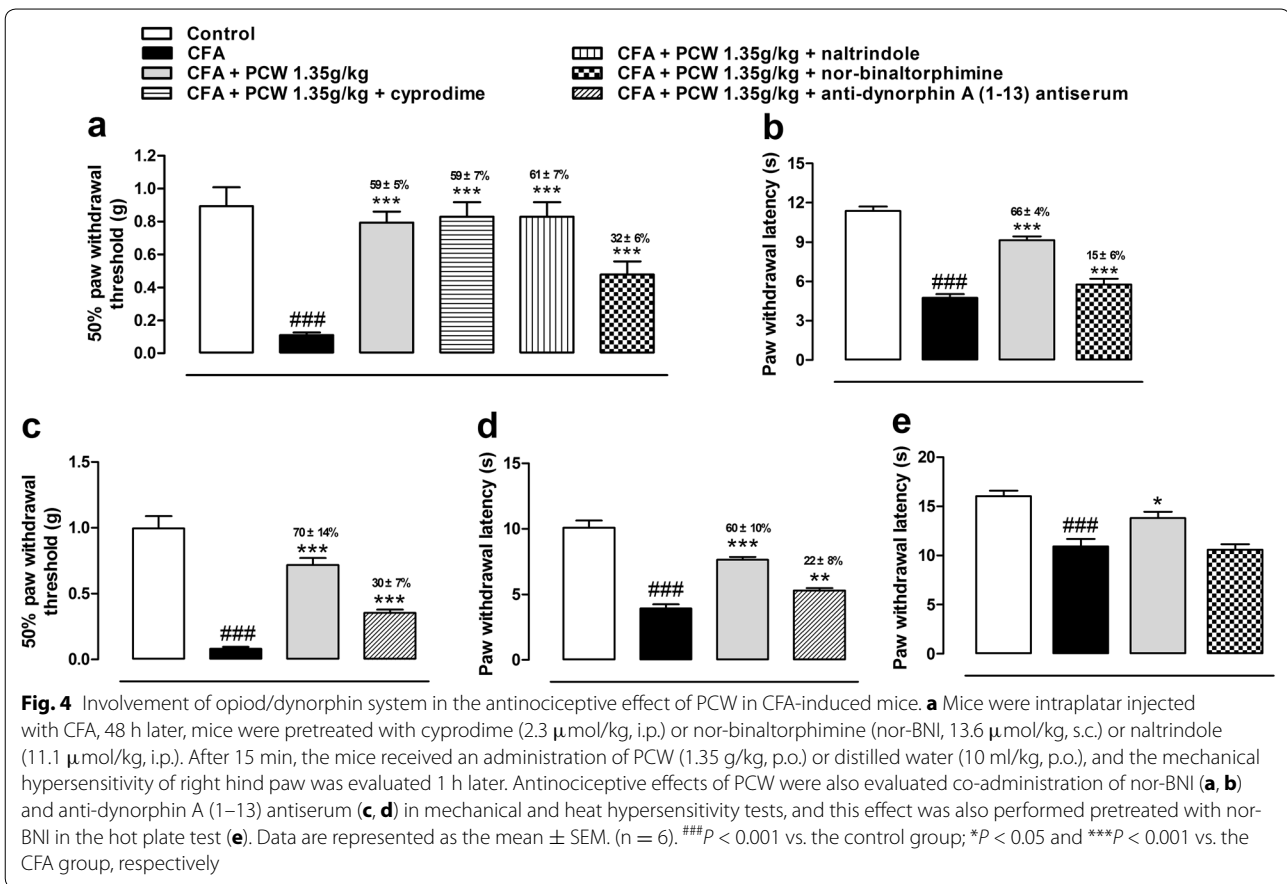 Control
CFA
CFA + PCW 1.35g/kg
CFA + PCW 1.35g/kg + cyprodime
CFA + PCW 1.35g/kg + naltrindole
CFA + PCW 1.35g/kg + nor-binaltorphimine
CFA + PCW 1.35g/kg + anti-dynorphin A (1-13) antiserum
a
50% paw withdrawal
threshold (g)
1.2
1.0
0.8
0.6
0.4
0.2
0.0
###
59± 5%
***
59± 7%
***
61± 7%
***
32± 6%
***
b
Paw withdrawal latency (s)
15
12
9
6
3
0
###
66± 4%
***
15± 6%
***
c
50% paw withdrawal
threshold (g)
1.5
1.0
0.5
0.0
###
70± 14%
***
30± 7%
***
d
Paw withdrawal latency (s)
15
10
5
0
###
60± 10%
***
22± 8%
**
e
Paw withdrawal latency (s)
20
15
10
5
0
###
*
Fig. 4 Involvement of opiod/dynorphin system in the antinociceptive effect of PCW in CFA-induced mice. a Mice were intraplatar injected
with CFA, 48 h later, mice were pretreated with cyprodime (2.3 μmol/kg, i.p.) or nor-binaltorphimine (nor-BNI, 13.6 μmol/kg, s.c.) or naltrindole
(11.1 μmol/kg, i.p.). After 15 min, the mice received an administration of PCW (1.35 g/kg, p.o.) or distilled water (10 ml/kg, p.o.), and the mechanical
hypersensitivity of right hind paw was evaluated 1 h later. Antinociceptive effects of PCW were also evaluated co-administration of nor-BNI (a, b)
and anti-dynorphin A (1–13) antiserum (c, d) in mechanical and heat hypersensitivity tests, and this effect was also performed pretreated with nor-
BNI in the hot plate test (e). Data are represented as the mean ± SEM. (n = 6). ###P < 0.001 vs. the control group; *P < 0.05 and ***P < 0.001 vs. the
CFA group, respectively